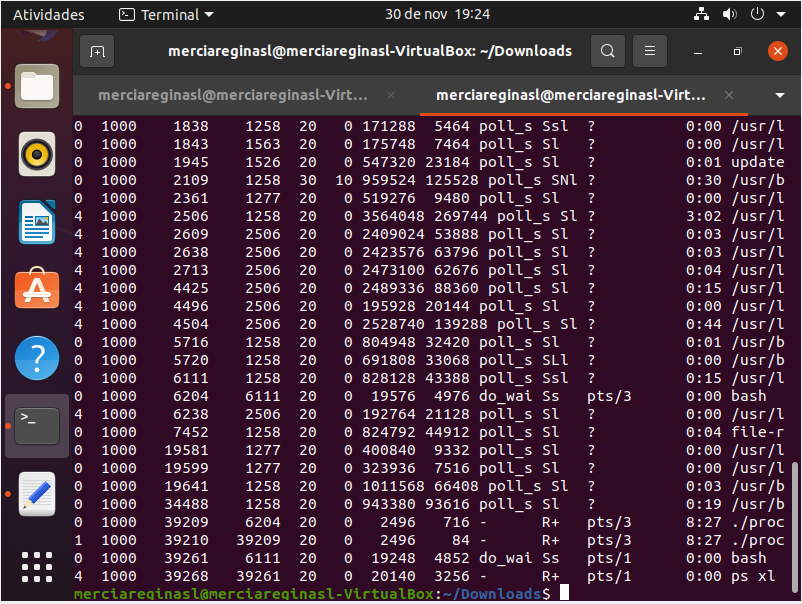 Atividades Terminal 30 de nov 19:24
merciareginasl@merciareginasl-VirtualBox: ~/Downloads
merciareginasl@merciareginasl-Virt... merciareginasl@merciareginasl-Virt...
0 1000 1838 1258 20 0 171288 5464 poll_s Ssl ? 0:00 /usr/l
0 1000 1843 1563 20 0 175748 7464 poll_s Sl ? 0:00 /usr/l
0 1000 1945 1526 20 0 547320 23184 poll_s Sl ? 0:01 update
0 1000 2109 1258 30 10 959524 125528 poll_s SNl ? 0:30 /usr/b
0 1000 2361 1277 20 0 519276 9480 poll_s Sl ? 0:00 /usr/l
4 1000 2506 1258 20 0 3564048 269744 poll_s Sl ? 3:02 /usr/l
4 1000 2609 2506 20 0 2409024 53888 poll_s Sl ? 0:03 /usr/l
4 1000 2638 2506 20 0 2423576 63796 poll_s Sl ? 0:03 /usr/l
4 1000 2713 2506 20 0 2473100 62676 poll_s Sl ? 0:04 /usr/l
4 1000 4425 2506 20 0 2489336 88360 poll_s Sl ? 0:15 /usr/l
4 1000 4496 2506 20 0 195928 20144 poll_s Sl ? 0:00 /usr/l
4 1000 4504 2506 20 0 2528740 139288 poll_s Sl ? 0:44 /usr/l
0 1000 5716 1258 20 0 804948 32420 poll_s Sl ? 0:01 /usr/b
0 1000 5720 1258 20 0 691808 33068 poll_s SLl ? 0:00 /usr/b
0 1000 6111 1258 20 0 828128 43388 poll_s Ssl ? 0:15 /usr/l
0 1000 6204 6111 20 0 19576 4976 do_wai Ss pts/3 0:00 bash
4 1000 6238 2506 20 0 192764 21128 poll_s Sl ? 0:00 /usr/l
0 1000 7452 1258 20 0 824792 44912 poll_s Sl ? 0:04 file-r
0 1000 19581 1277 20 0 400840 9332 poll_s Sl ? 0:00 /usr/l
0 1000 19599 1277 20 0 323936 7516 poll_s Sl ? 0:00 /usr/l
0 1000 19641 1258 20 0 1011568 66408 poll_s Sl ? 0:03 /usr/b
0 1000 34488 1258 20 0 943380 93616 poll_s Sl ? 0:19 /usr/b
0 1000 39209 6204 20 0 2496 716 - R+ pts/3 8:27 ./proc
1 1000 39210 39209 20 0 2496 84 - R+ pts/3 8:27 ./proc
0 1000 39261 6111 20 0 19248 4852 do_wai Ss pts/1 0:00 bash
4 1000 39268 39261 20 0 20140 3256 - R+ pts/1 0:00 ps xl
merciareginasl@merciareginasl-VirtualBox:~/Downloads$